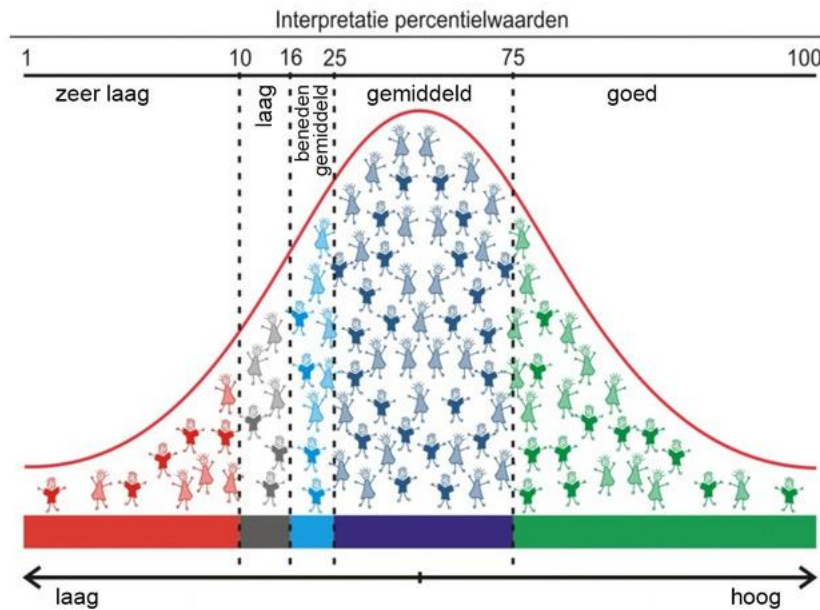 Interpretatie percentielwaarden
1 10 16 25 75 100
zeer laag
laag
beneden
gemiddeld
gemiddeld
goed
laag hoog